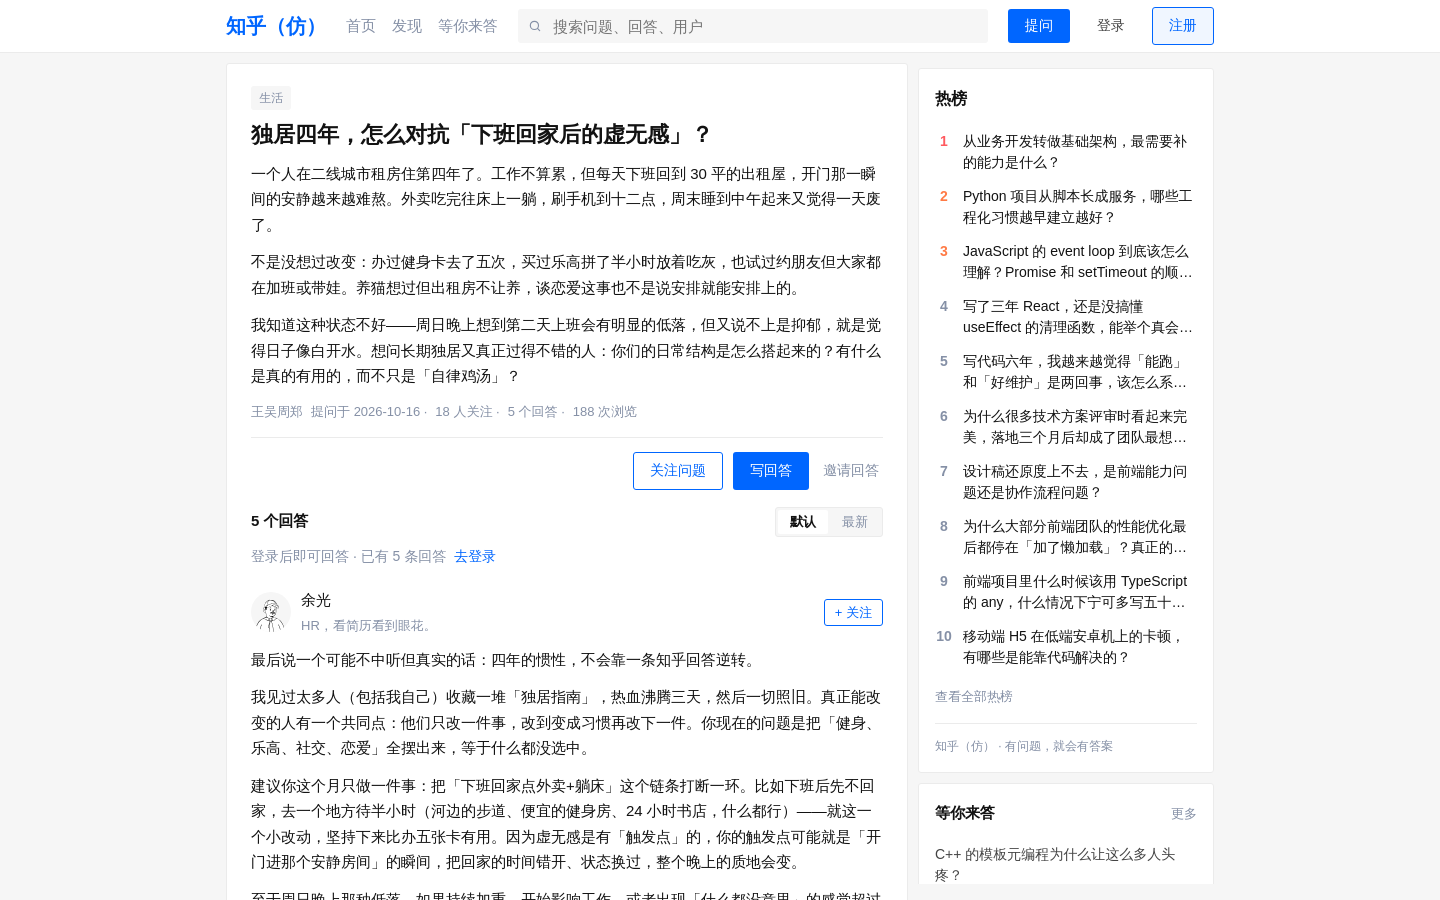 知乎（仿） 首页 发现 等你来答 搜索问题、回答、用户 提问 登录 注册
生活
独居四年，怎么对抗「下班回家后的虚无感」？
一个人在二线城市租房住第四年了。工作不算累，但每天下班回到 30 平的出租屋，开门那一瞬
间的安静越来越难熬。外卖吃完往床上一躺，刷手机到十二点，周末睡到中午起来又觉得一天废
了。
不是没想过改变：办过健身卡去了五次，买过乐高拼了半小时放着吃灰，也试过约朋友但大家都
在加班或带娃。养猫想过但出租房不让养，谈恋爱这事也不是说安排就能安排上的。
我知道这种状态不好——周日晚上想到第二天上班会有明显的低落，但又说不上是抑郁，就是觉
得日子像白开水。想问长期独居又真正过得不错的人：你们的日常结构是怎么搭起来的？有什么
是真的有用的，而不只是「自律鸡汤」？
王吴周郑 提问于 2026-10-16 · 18 人关注 · 5 个回答 · 188 次浏览
关注问题 写回答 邀请回答
5 个回答 默认 最新
登录后即可回答 · 已有 5 条回答 去登录
余光
HR，看简历看到眼花。
+ 关注
最后说一个可能不中听但真实的话：四年的惯性，不会靠一条知乎回答逆转。
我见过太多人（包括我自己）收藏一堆「独居指南」，热血沸腾三天，然后一切照旧。真正能改
变的人有一个共同点：他们只改一件事，改到变成习惯再改下一件。你现在的问题是把「健身、
乐高、社交、恋爱」全摆出来，等于什么都没选中。
建议你这个月只做一件事：把「下班回家点外卖+躺床」这个链条打断一环。比如下班后先不回
家，去一个地方待半小时（河边的步道、便宜的健身房、24 小时书店，什么都行）——就这一
个小改动，坚持下来比办五张卡有用。因为虚无感是有「触发点」的，你的触发点可能就是「开
门进那个安静房间」的瞬间，把回家的时间错开、状态换过，整个晚上的质地会变。
至于周日晚上那种低落，如果持续加重、开始影响工作，或者出现「什么都没意思」的感觉超过
热榜
1 从业务开发转做基础架构，最需要补
的能力是什么？
2 Python 项目从脚本长成服务，哪些工
程化习惯越早建立越好？
3 JavaScript 的 event loop 到底该怎么
理解？Promise 和 setTimeout 的顺…
4 写了三年 React，还是没搞懂
useEffect 的清理函数，能举个真会…
5 写代码六年，我越来越觉得「能跑」
和「好维护」是两回事，该怎么系…
6 为什么很多技术方案评审时看起来完
美，落地三个月后却成了团队最想…
7 设计稿还原度上不去，是前端能力问
题还是协作流程问题？
8 为什么大部分前端团队的性能优化最
后都停在「加了懒加载」？真正的…
9 前端项目里什么时候该用 TypeScript
的 any，什么情况下宁可多写五十…
10 移动端 H5 在低端安卓机上的卡顿，
有哪些是能靠代码解决的？
查看全部热榜
知乎（仿） · 有问题，就会有答案
等你来答 更多
C++ 的模板元编程为什么让这么多人头
疼？